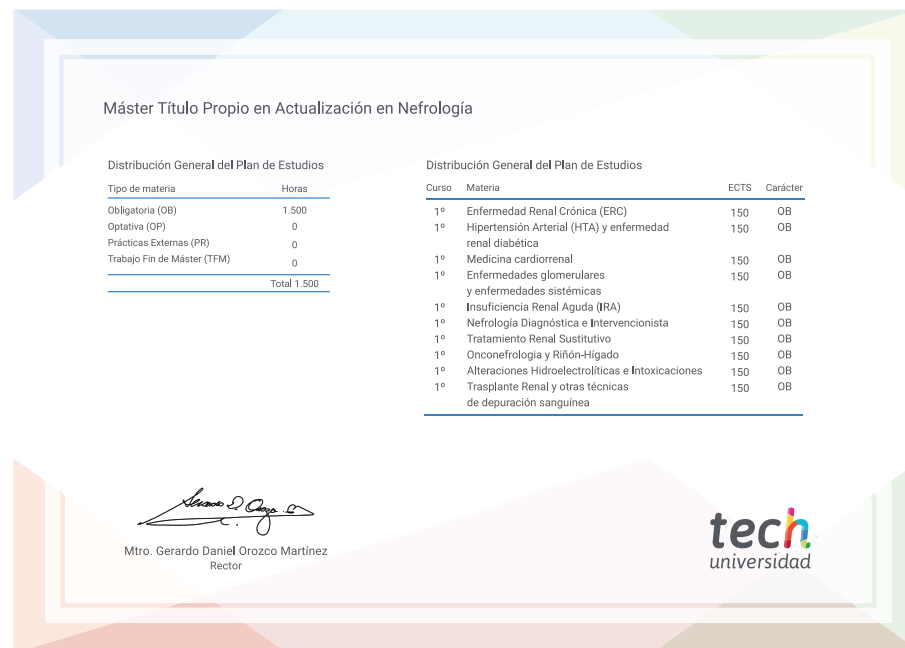 Máster Título Propio en Actualización en Nefrología
Distribución General del Plan de Estudios
Tipo de materia Horas
Obligatoria (OB) 1.500
Optativa (OP) 0
Prácticas Externas (PR) 0
Trabajo Fin de Máster (TFM) 0
Total 1.500
Distribución General del Plan de Estudios
Curso Materia ECTS Carácter
1º Enfermedad Renal Crónica (ERC) 150 OB
1º Hipertensión Arterial (HTA) y enfermedad 150 OB
renal diabética
1º Medicina cardiorrenal 150 OB
1º Enfermedades glomerulares 150 OB
y enfermedades sistémicas
1º Insuficiencia Renal Aguda (IRA) 150 OB
1º Nefrología Diagnóstica e Intervencionista 150 OB
1º Tratamiento Renal Sustitutivo 150 OB
1º Onconefrologia y Riñón-Hígado 150 OB
1º Alteraciones Hidroelectrolíticas e Intoxicaciones 150 OB
1º Trasplante Renal y otras técnicas 150 OB
de depuración sanguínea
Mtro. Gerardo Daniel Orozco Martínez
Rector
tech
universidad